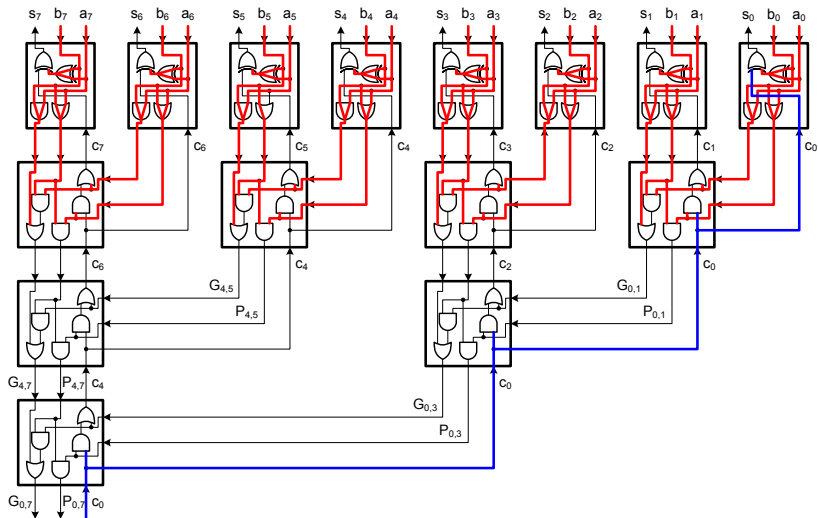 s7 b7 a7 s6 b6 a6 s5 b5 a5 s4 b4 a4 s3 b3 a3 s2 b2 a2 s1 b1 a1 s0 b0 a0
c7 c6 c5 c4 c3 c2 c1 c0
c6 c4 c2 c0
G4,5 G0,1
P4,5 P0,1
G4,7 P4,7 c4 c0
G0,3
P0,3
G0,7 P0,7 c0